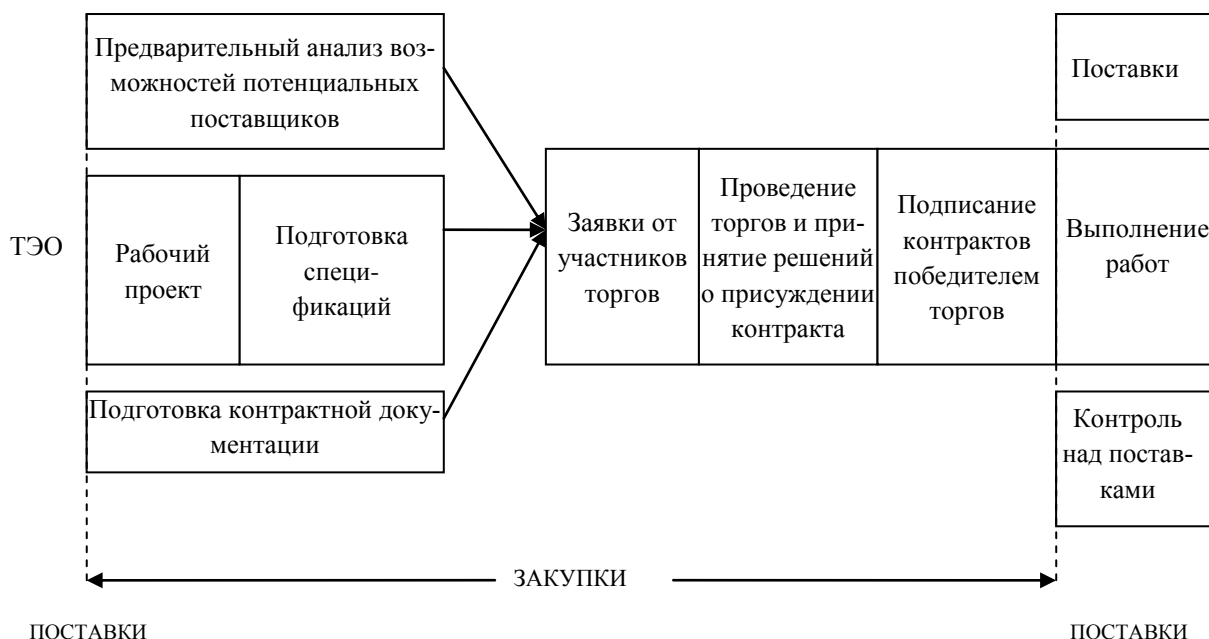 Предварительный анализ воз-
можностей потенциальных
поставщиков
Поставки
ТЭО
Рабочий
проект
Подготовка
специ-
фикаций
Заявки от
участников
торгов
Проведение
торгов и при-
нятие решений
о присуждении
контракта
Подписание
контрактов
победителем
торгов
Выполнение
работ
Подготовка контрактной доку-
ментации
Контроль
над постав-
ками
ЗАКУПКИ
ПОСТАВКИ
ПОСТАВКИ